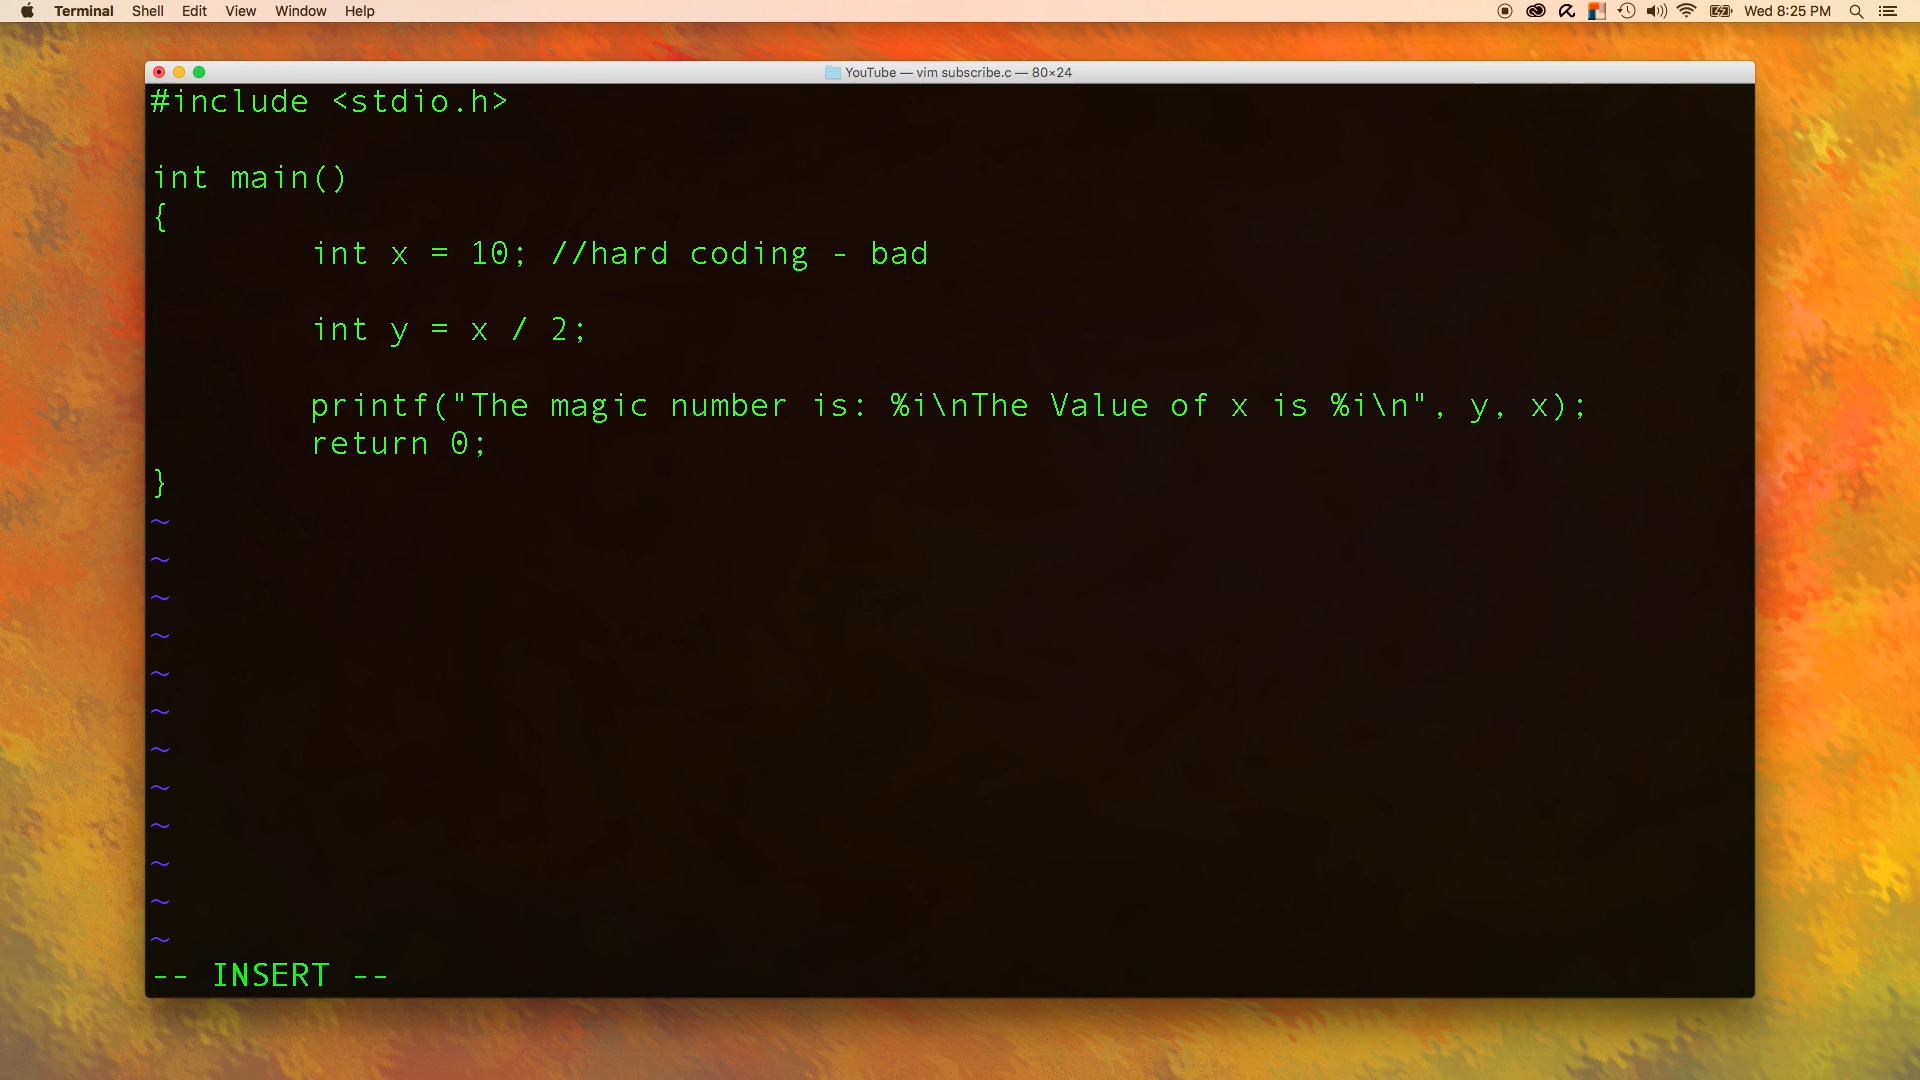 Terminal Shell Edit View Window Help Wed 8:25 PM
YouTube — vim subscribe.c — 80×24
#include <stdio.h>
int main()
{
int x = 10; //hard coding - bad
int y = x / 2;
printf("The magic number is: %i\nThe Value of x is %i\n", y, x);
return 0;
}
~
~
~
~
~
~
~
~
~
~
~
~
-- INSERT --